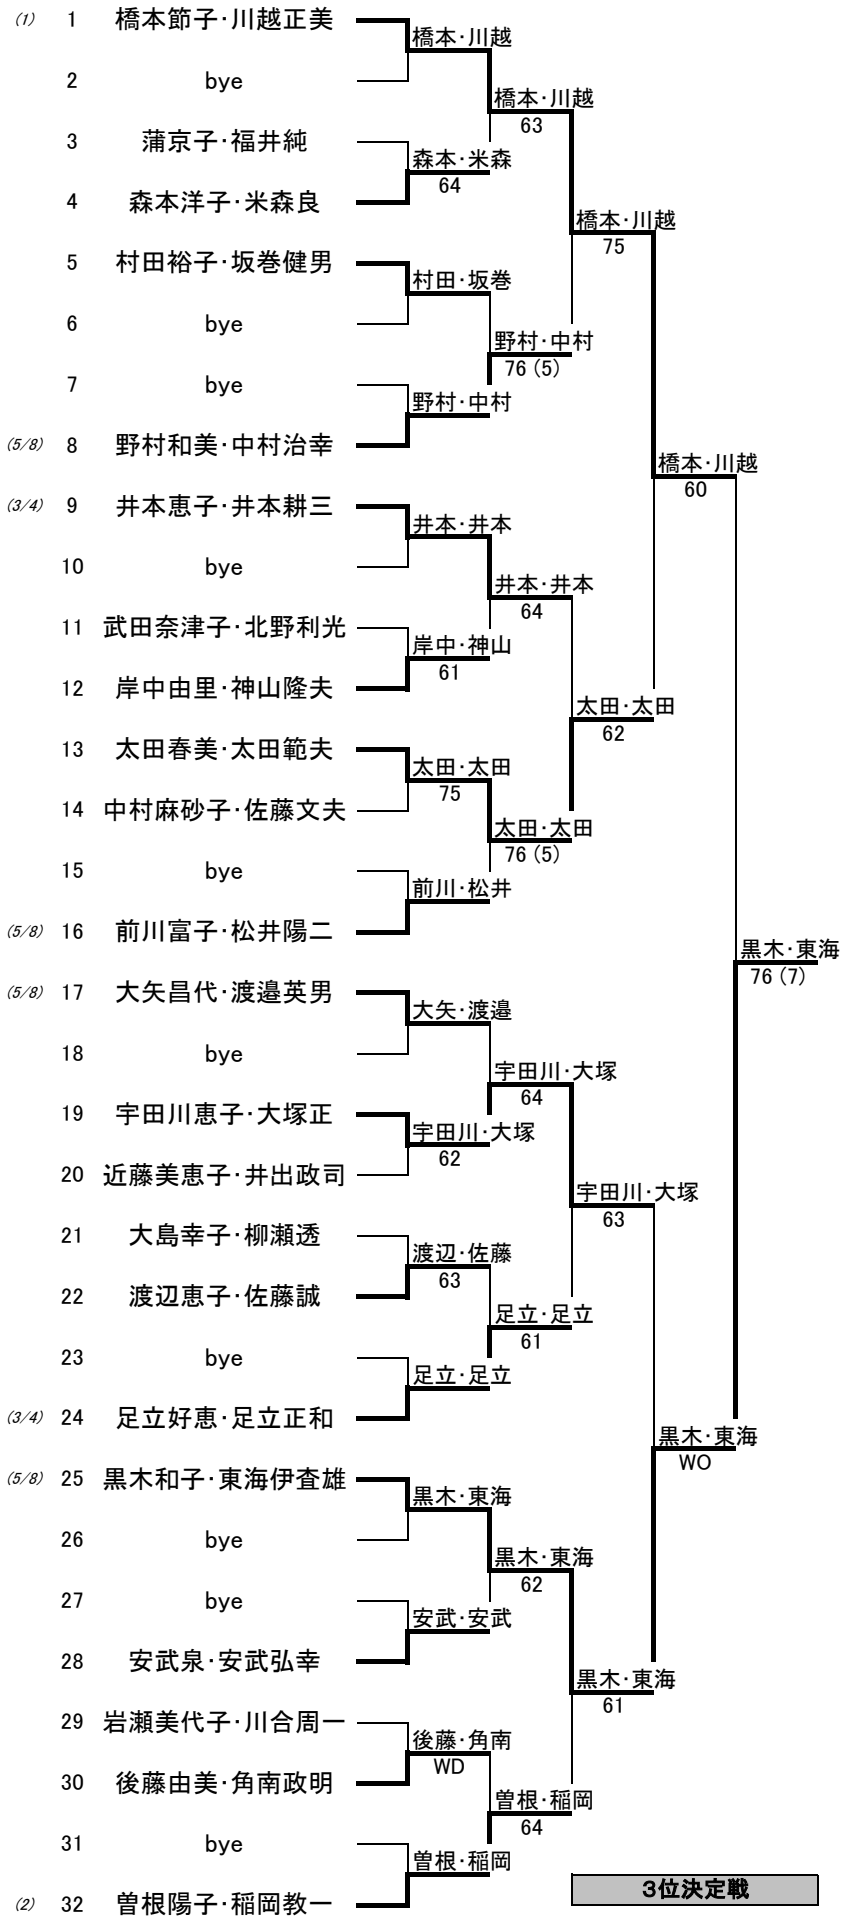 (1) 1 橋本節子・川越正美
橋本・川越
2 bye
橋本・川越
63
3 蒲京子・福井純
森本・米森
64
4 森本洋子・米森良
橋本・川越
75
5 村田裕子・坂巻健男
村田・坂巻
6 bye
野村・中村
76 (5)
7 bye
野村・中村
(5/8) 8 野村和美・中村治幸
橋本・川越
60
(3/4) 9 井本恵子・井本耕三
井本・井本
10 bye
井本・井本
64
11 武田奈津子・北野利光
岸中・神山
61
12 岸中由里・神山隆夫
太田・太田
62
13 太田春美・太田範夫
太田・太田
75
14 中村麻砂子・佐藤文夫
太田・太田
76 (5)
15 bye
前川・松井
(5/8) 16 前川富子・松井陽二
黒木・東海
76 (7)
(5/8) 17 大矢昌代・渡邉英男
大矢・渡邉
18 bye
宇田川・大塚
64
19 宇田川恵子・大塚正
宇田川・大塚
62
20 近藤美恵子・井出政司
宇田川・大塚
63
21 大島幸子・柳瀬透
渡辺・佐藤
63
22 渡辺恵子・佐藤誠
足立・足立
61
23 bye
足立・足立
(3/4) 24 足立好恵・足立正和
黒木・東海
WO
(5/8) 25 黒木和子・東海伊査雄
黒木・東海
26 bye
黒木・東海
62
27 bye
安武・安武
28 安武泉・安武弘幸
黒木・東海
61
29 岩瀬美代子・川合周一
後藤・角南
WD
30 後藤由美・角南政明
曽根・稲岡
64
31 bye
曽根・稲岡
(2) 32 曽根陽子・稲岡教一
３位決定戦